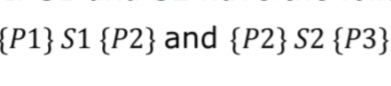 {P1} S1 {P2} and {P2} S2 {P3}